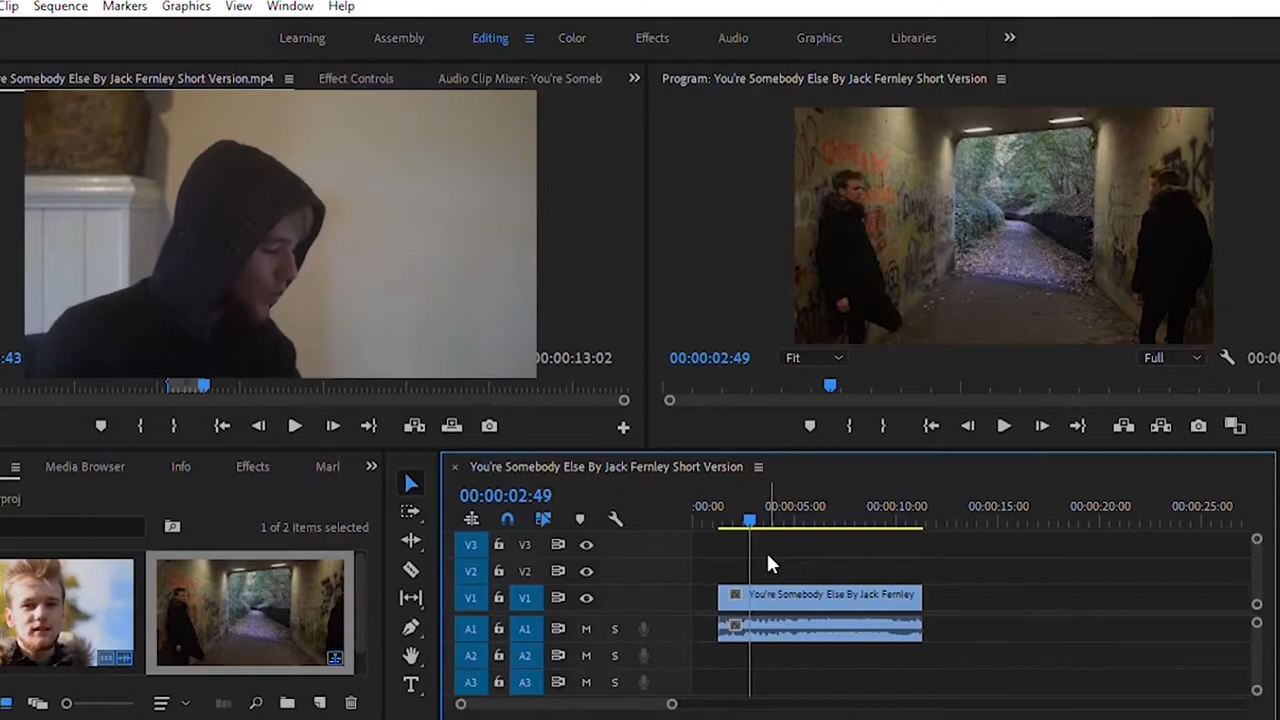 Clip Sequence Markers Graphics View Window Help
Learning Assembly Editing Color Effects Audio Graphics Libraries
're Somebody Else By Jack Fernley Short Version.mp4 Effect Controls Audio Clip Mixer: You're Someb
Program: You're Somebody Else By Jack Fernley Short Version
:43 00:00:13:02
00:00:02:49 Fit Full 00:00
Media Browser Info Effects Marl
rproj
1 of 2 items selected
× You're Somebody Else By Jack Fernley Short Version
00:00:02:49
:00:00 00:00:05:00 00:00:10:00 00:00:15:00 00:00:20:00 00:00:25:00
V3 V3
V2 V2
V1 V1 You're Somebody Else By Jack Fernley
A1 A1 M S
A2 A2 M S
A3 A3 M S